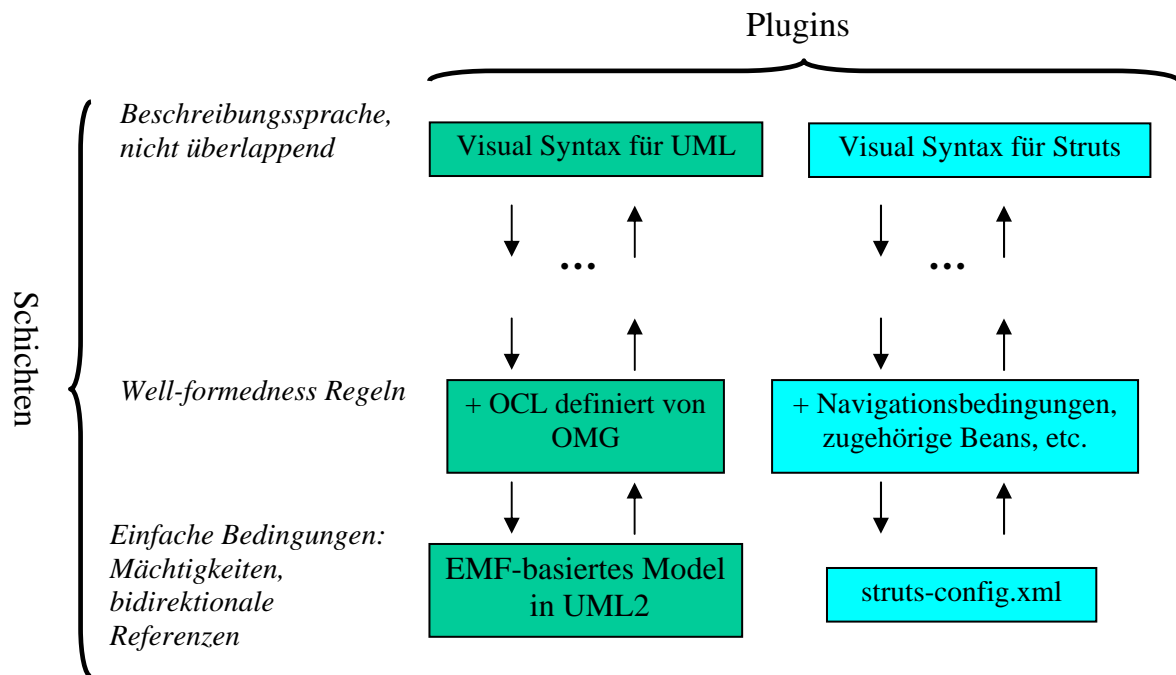 Plugins
Beschreibungssprache,
nicht überlappend
Visual Syntax für UML
Visual Syntax für Struts
...
...
Schichten
Well-formedness Regeln
+ OCL definiert von
OMG
+ Navigationsbedingungen,
zugehörige Beans, etc.
Einfache Bedingungen:
Mächtigkeiten,
bidirektionale
Referenzen
EMF-basiertes Model
in UML2
struts-config.xml